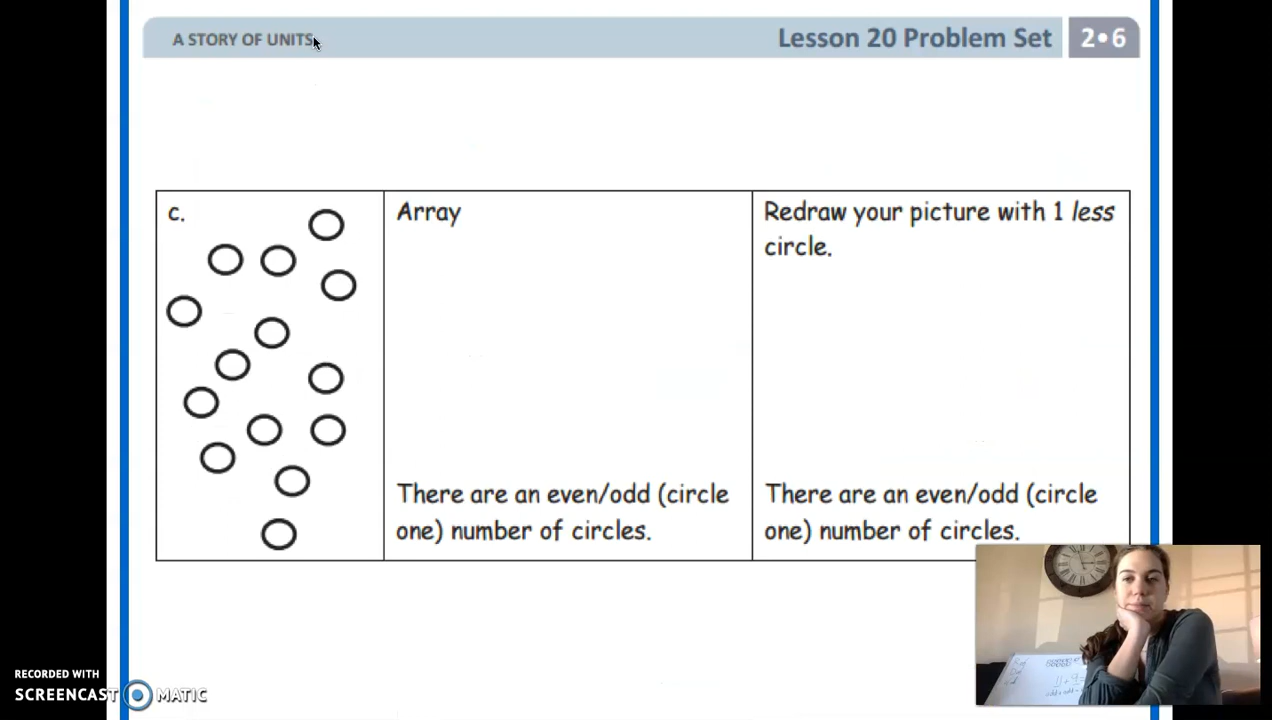 A STORY OF UNITS
Lesson 20 Problem Set
2•6
c.
Array
Redraw your picture with 1 less
circle.
There are an even/odd (circle
one) number of circles.
There are an even/odd (circle
one) number of circles.
RECORDED WITH
SCREENCAST MATIC